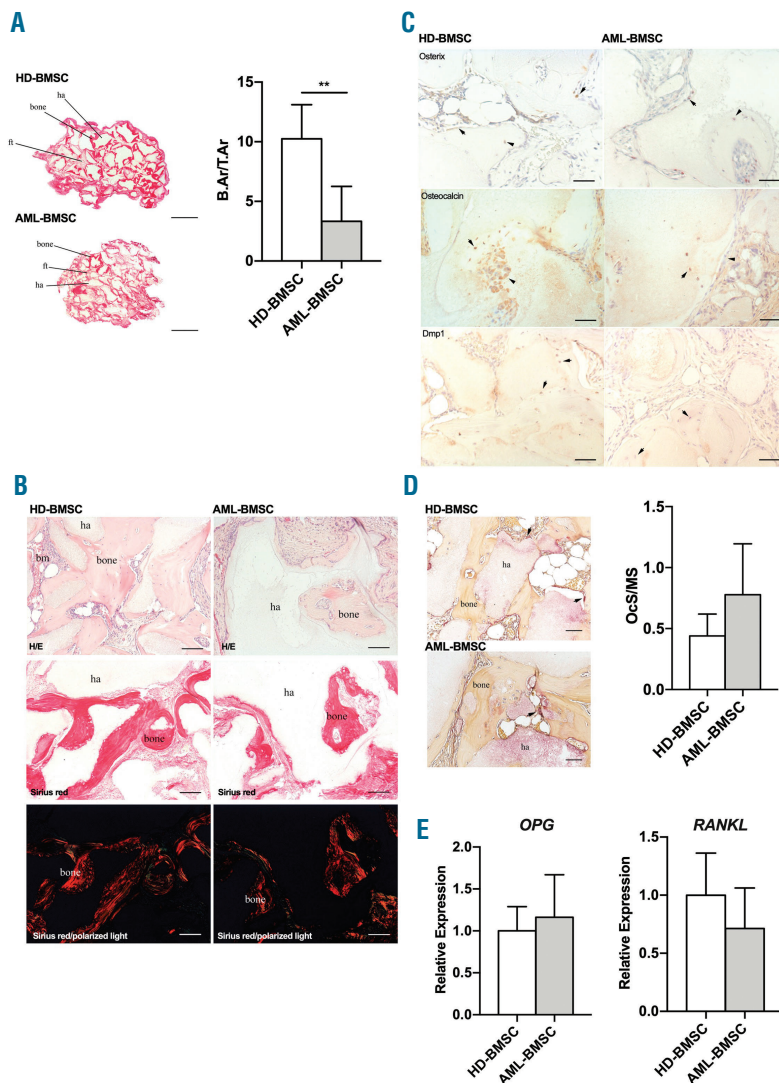 A
HD-BMSC
ha
bone
ft
AML-BMSC
bone
ft
ha
B.Ar/T.Ar
15
10
5
0
**
HD-BMSC
AML-BMSC
B
HD-BMSC
AML-BMSC
ha
bm
bone
H/E
ha
bone
H/E
ha
bone
Sirius red
ha
bone
Sirius red
bone
Sirius red/polarized light
bone
Sirius red/polarized light
C
HD-BMSC
AML-BMSC
Osterix
Osteocalcin
Dmp1
D
HD-BMSC
ha
bone
AML-BMSC
bone
ha
OcS/MS
1.5
1.0
0.5
0.0
HD-BMSC
AML-BMSC
E
OPG
Relative Expression
2.0
1.5
1.0
0.5
0.0
HD-BMSC
AML-BMSC
RANKL
Relative Expression
1.5
1.0
0.5
0.0
HD-BMSC
AML-BMSC